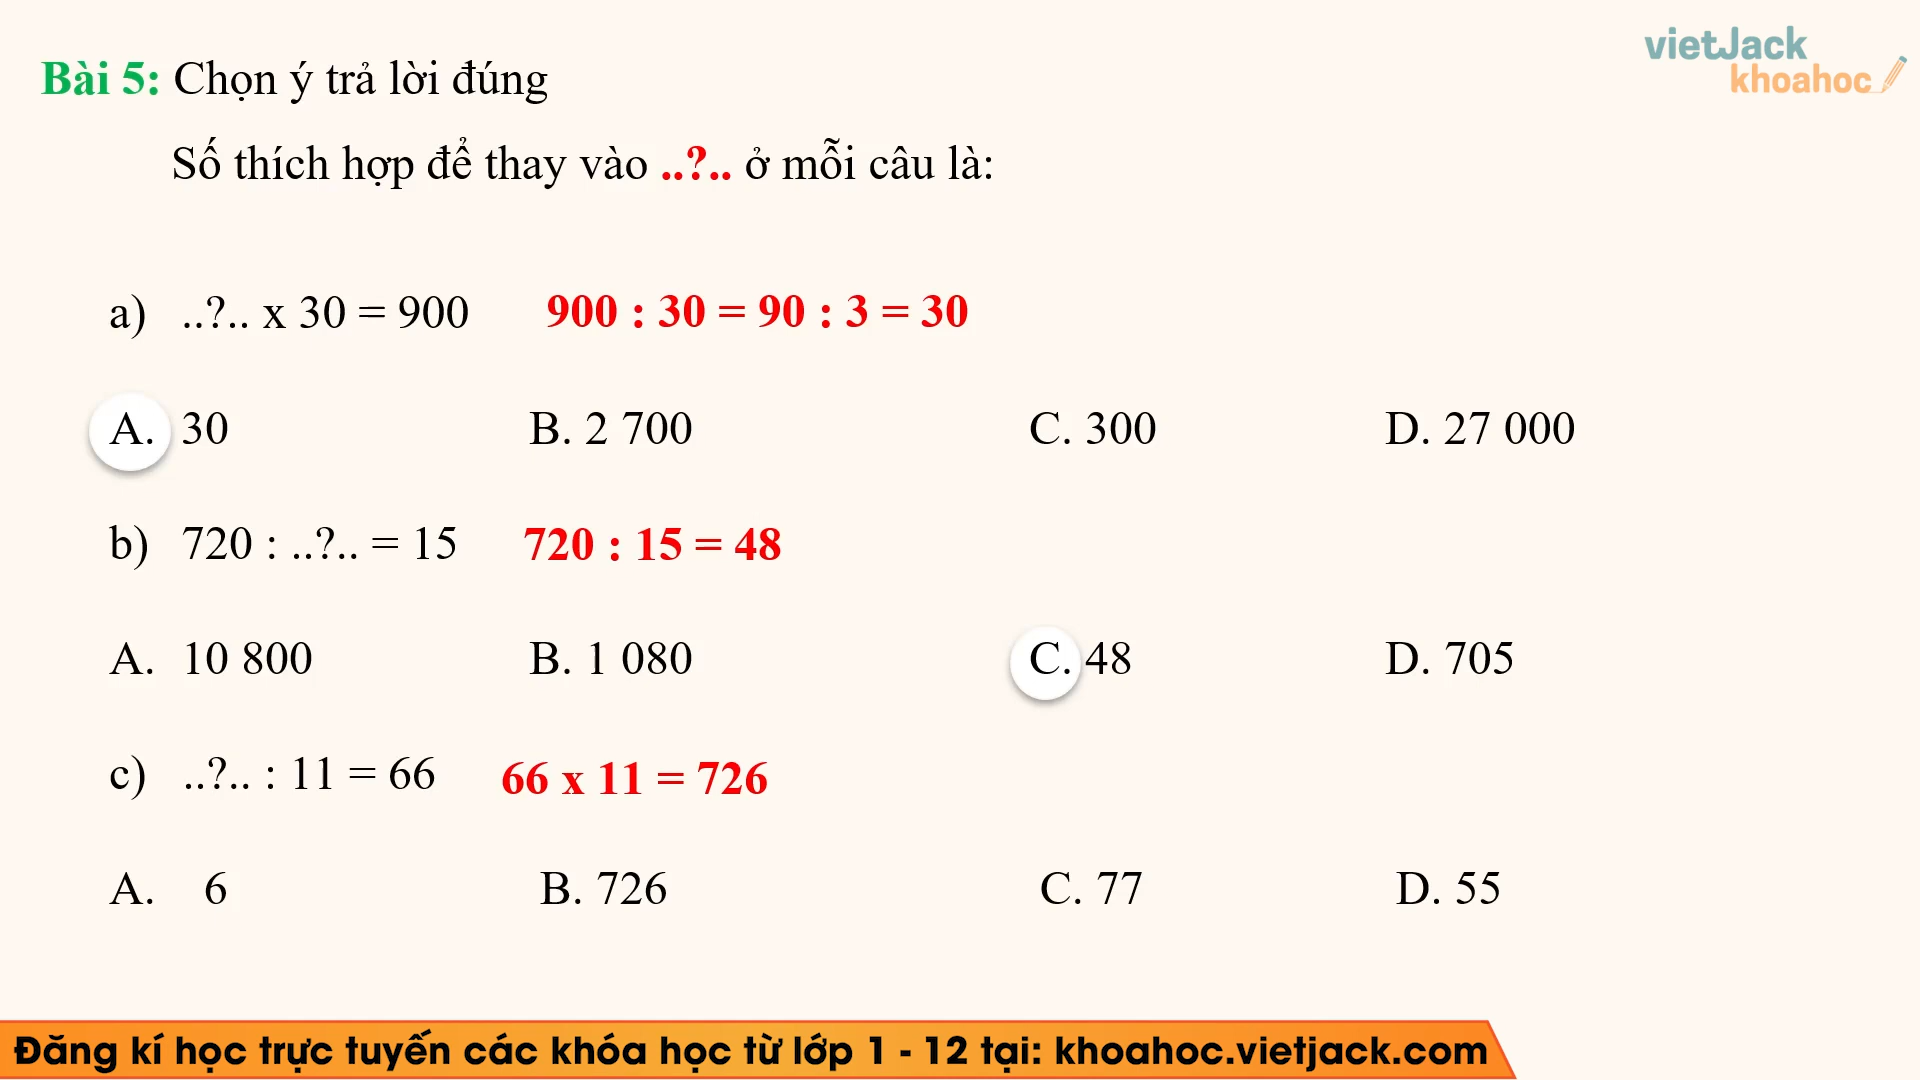 vietJack
khoahoc
Bài 5: Chọn ý trả lời đúng
Số thích hợp để thay vào ..?.. ở mỗi câu là:
a) ..?.. x 30 = 900 900 : 30 = 90 : 3 = 30
A. 30 B. 2 700 C. 300 D. 27 000
b) 720 : ..?.. = 15 720 : 15 = 48
A. 10 800 B. 1 080 C. 48 D. 705
c) ..?.. : 11 = 66 66 x 11 = 726
A. 6 B. 726 C. 77 D. 55
Đăng kí học trực tuyến các khóa học từ lớp 1 - 12 tại: khoahoc.vietjack.com